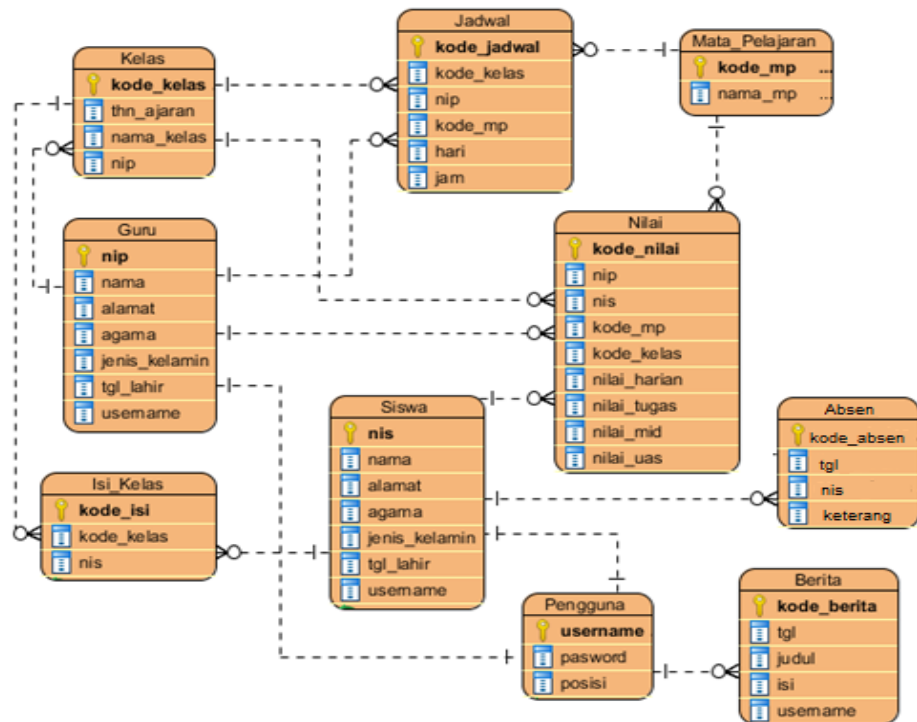 Kelas
kode_kelas
thn_ajaran
nama_kelas
nip
Jadwal
kode_jadwal
kode_kelas
nip
kode_mp
hari
jam
Mata_Pelajaran
kode_mp ...
nama_mp ...
Guru
nip
nama
alamat
agama
jenis_kelamin
tgl_lahir
username
Nilai
kode_nilai
nip
nis
kode_mp
kode_kelas
nilai_harian
nilai_tugas
nilai_mid
nilai_uas
Siswa
nis
nama
alamat
agama
jenis_kelamin
tgl_lahir
username
Absen
kode_absen
tgl
nis
keterang
Isi_Kelas
kode_isi
kode_kelas
nis
Pengguna
username
pasword
posisi
Berita
kode_berita
tgl
judul
isi
username